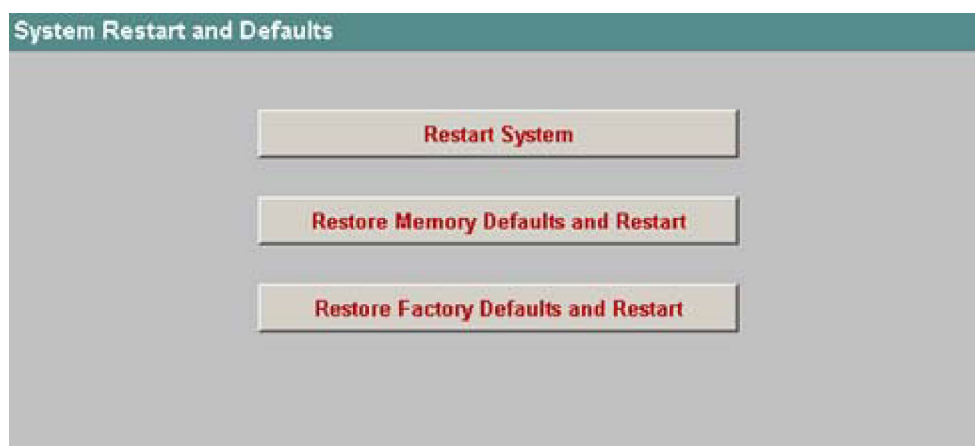 System Restart and Defaults
Restart System
Restore Memory Defaults and Restart
Restore Factory Defaults and Restart